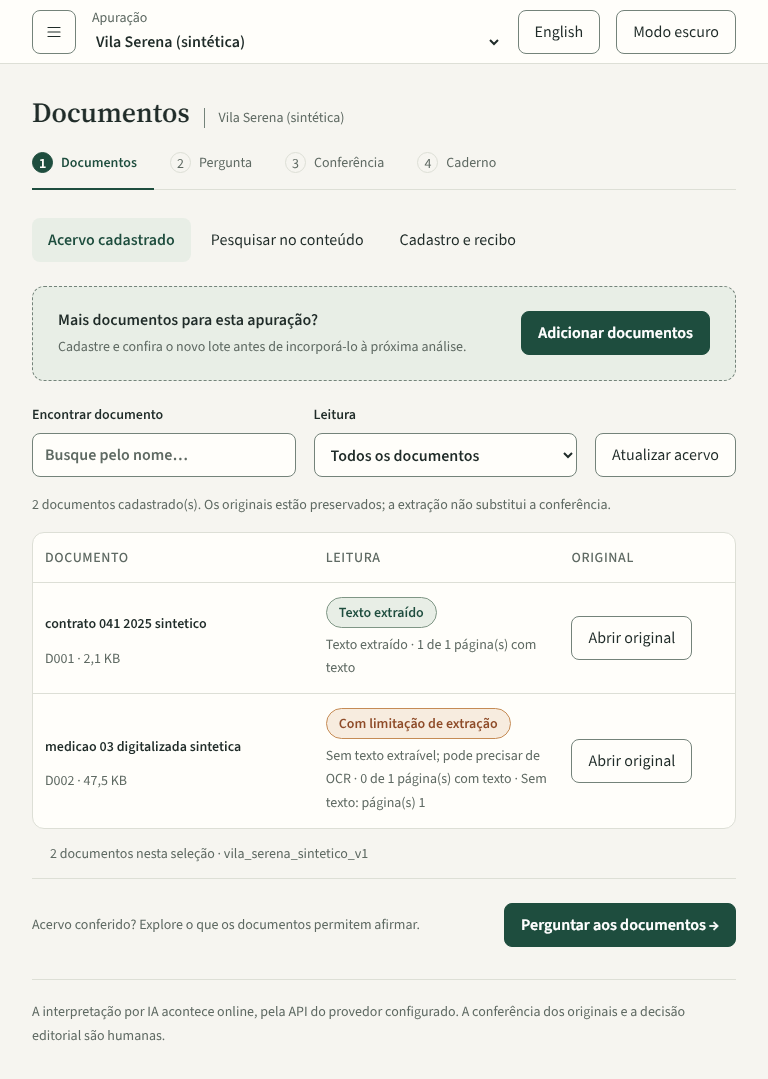 Apuração
Vila Serena (sintética)
English
Modo escuro
Documentos
Vila Serena (sintética)
1 Documentos
2 Pergunta
3 Conferência
4 Caderno
Acervo cadastrado
Pesquisar no conteúdo
Cadastro e recibo
Mais documentos para esta apuração?
Cadastre e confira o novo lote antes de incorporá-lo à próxima análise.
Adicionar documentos
Encontrar documento
Leitura
Busque pelo nome…
Todos os documentos
Atualizar acervo
2 documentos cadastrado(s). Os originais estão preservados; a extração não substitui a conferência.
DOCUMENTO
LEITURA
ORIGINAL
contrato 041 2025 sintetico
D001 · 2,1 KB
Texto extraído
Texto extraído · 1 de 1 página(s) com
texto
Abrir original
medicao 03 digitalizada sintetica
D002 · 47,5 KB
Com limitação de extração
Sem texto extraível; pode precisar de
OCR · 0 de 1 página(s) com texto · Sem
texto: página(s) 1
Abrir original
2 documentos nesta seleção · vila_serena_sintetico_v1
Acervo conferido? Explore o que os documentos permitem afirmar.
Perguntar aos documentos →
A interpretação por IA acontece online, pela API do provedor configurado. A conferência dos originais e a decisão
editorial são humanas.